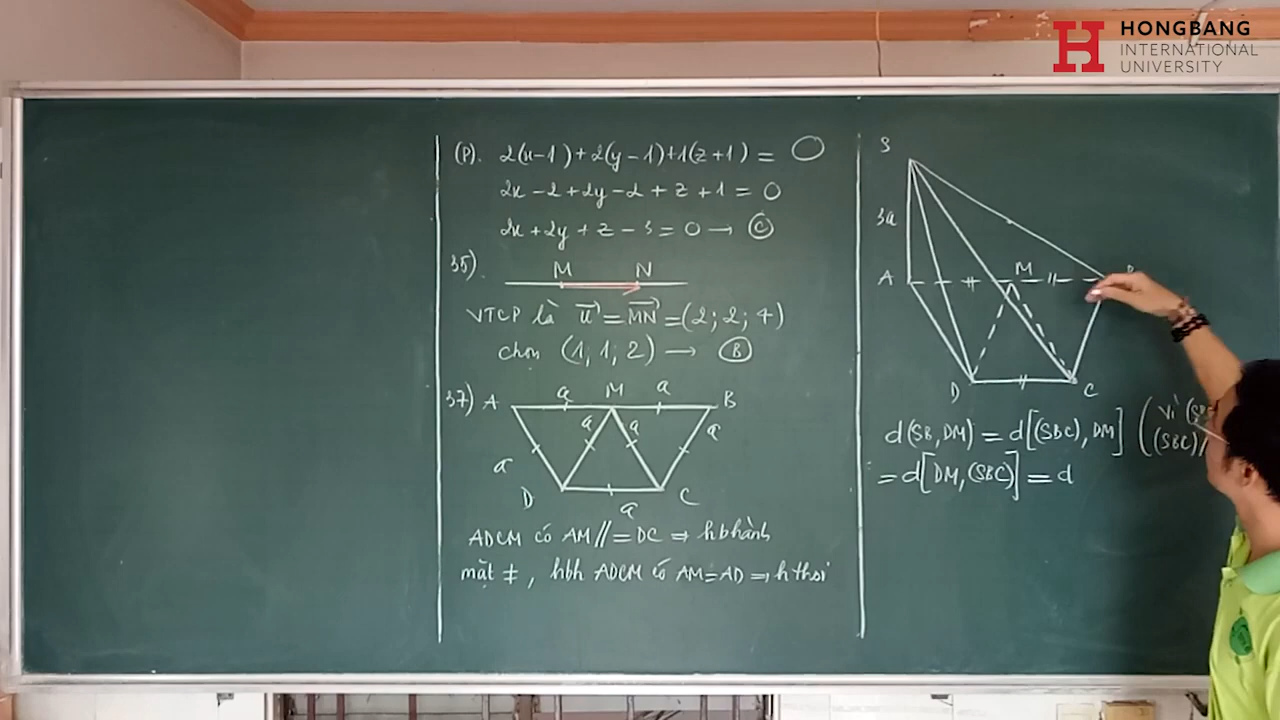 HONGBANG
INTERNATIONAL
UNIVERSITY
(P). 2(x-1)+2(y-1)+1(z+1) = 0
2x-2+2y-2+z+1=0
2x+2y+z-3=0 → C
35).
M N
VTCP là u⃗ = MN⃗ = (2; 2; 4)
chọn (1, 1, 2) → B
37) A a M a B
a a a a
D a C
ADCM có AM //= DC ⇒ hbhành
mặt ‡, hbh ADCM có AM=AD ⇒ h thoi
S
3a
A M
D C
d(SB, DM) = d[(SBC), DM] (vì
(SBC) //
= d[DM, (SBC)] = d